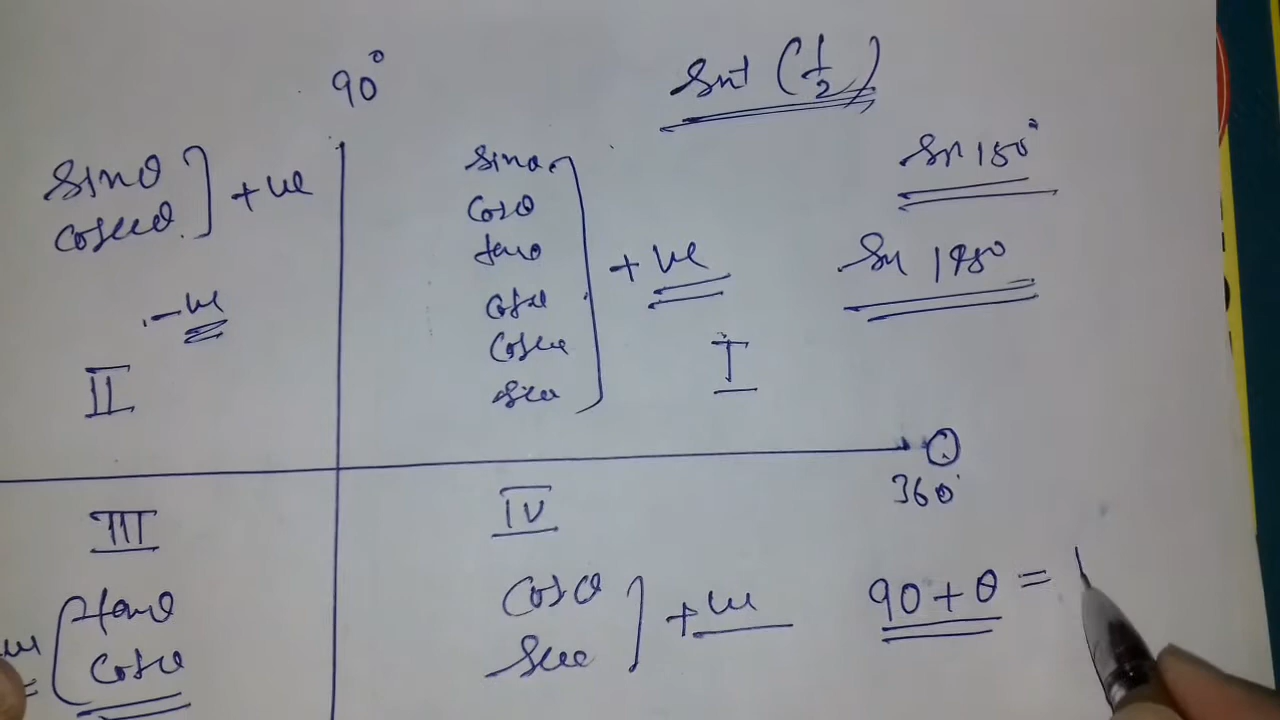 90°
Sin⁻¹ (1/2)
Sinθ
Cosecθ
+ve
-ve
II
Sinθ
Cosθ
tanθ
Cotθ
Cosecθ
Secθ
+ve
I
Sin 150°
Sin 1950
360°
III
tanθ
Cotθ
IV
Cosθ
Secθ
+ve
90 + θ =